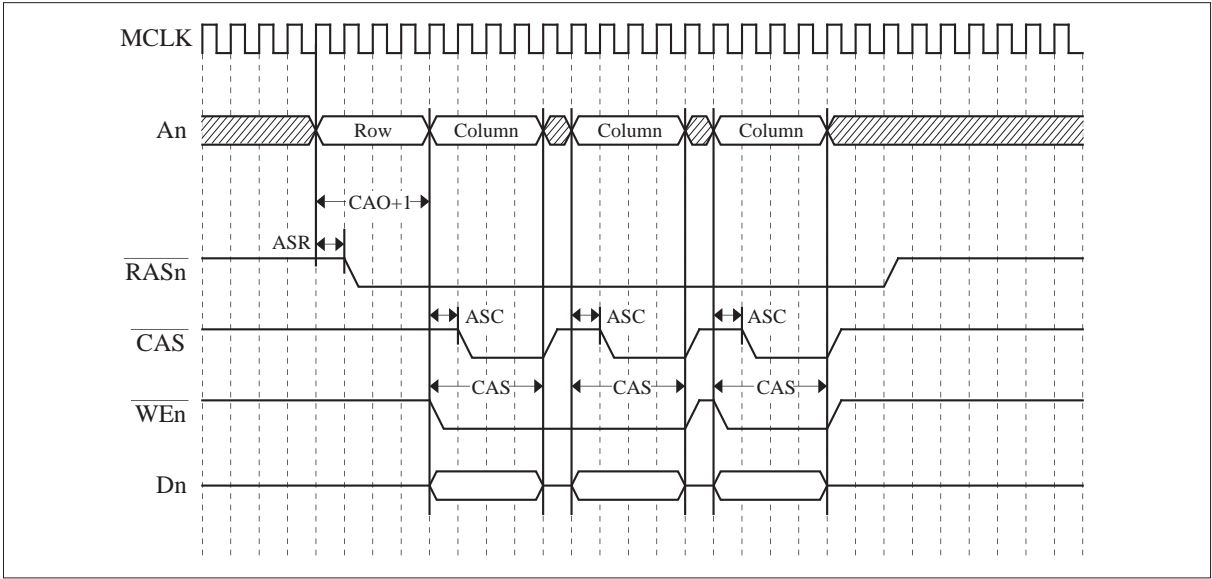 MCLK
An Row Column Column Column
CAO+1
ASR
RASn
ASC ASC ASC
CAS
CAS CAS CAS
WEn
Dn